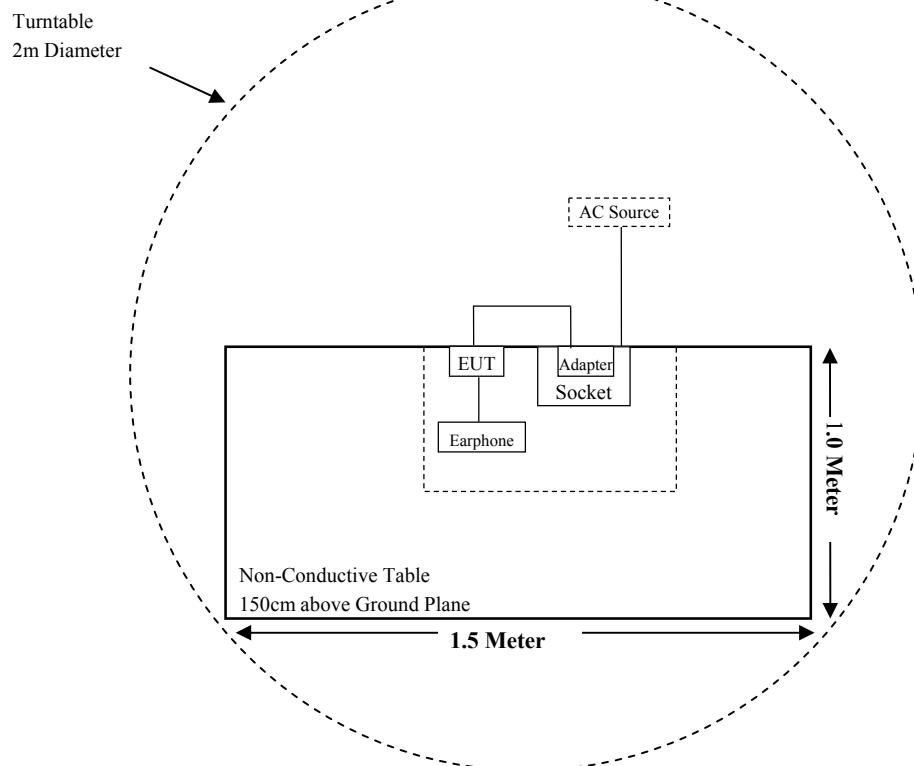 Turntable
2m Diameter
AC Source
EUT
Adapter
Socket
Earphone
1.0 Meter
Non-Conductive Table
150cm above Ground Plane
1.5 Meter